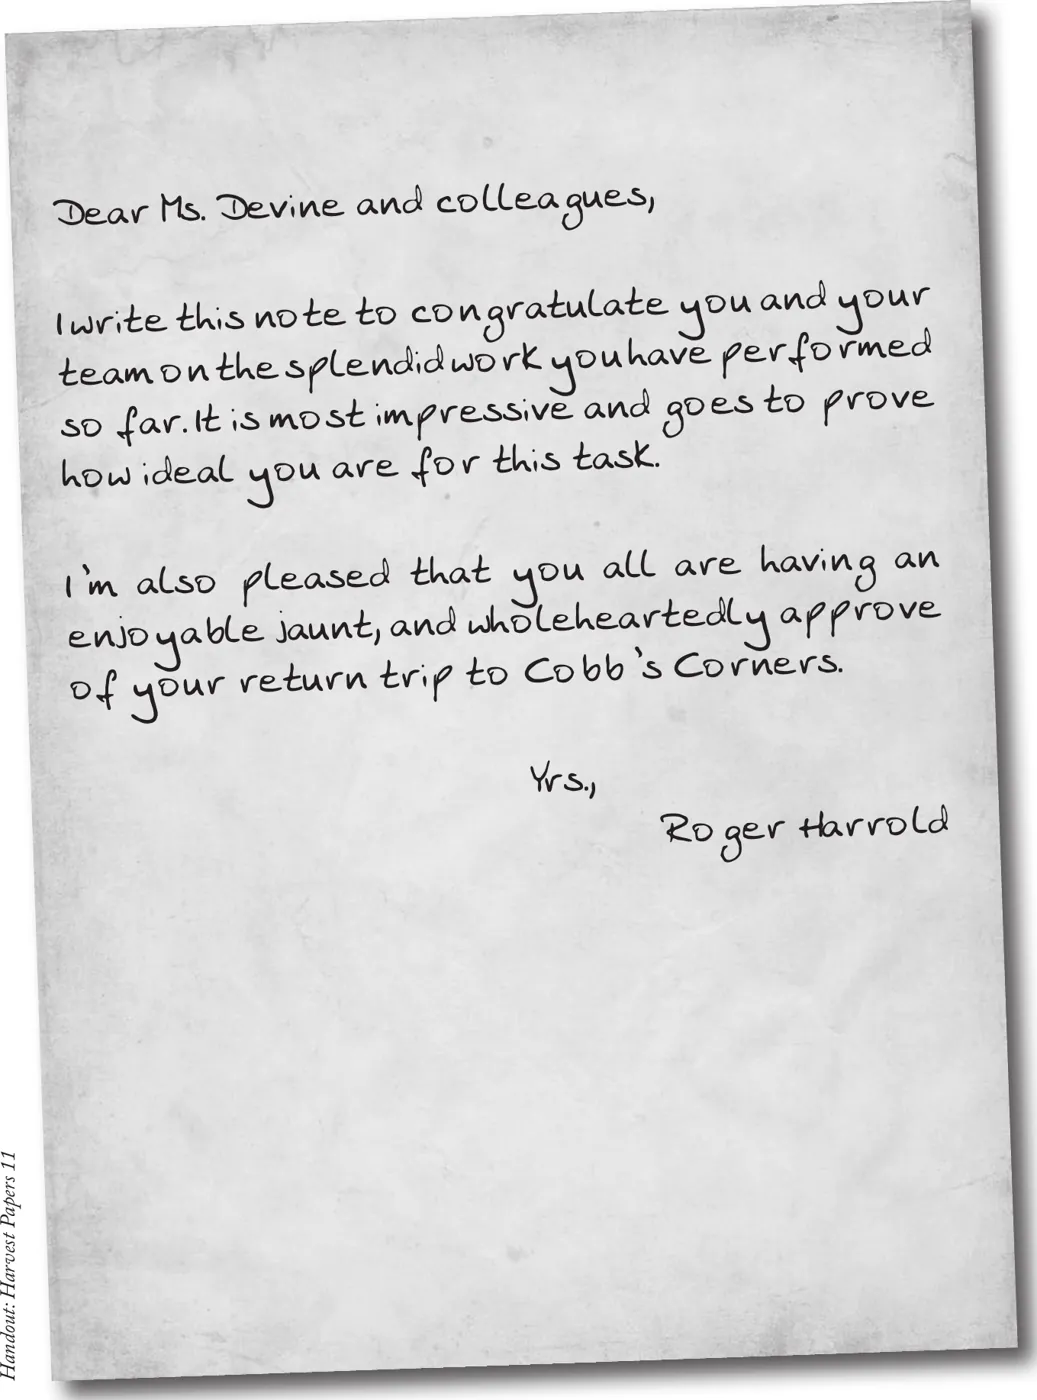 Dear Ms. Devine and colleagues,
I write this note to congratulate you and your
team on the splendid work you have performed
so far. It is most impressive and goes to prove
how ideal you are for this task.
I'm also pleased that you all are having an
enjoyable jaunt, and wholeheartedly approve
of your return trip to Cobb's Corners.
Yrs.,
Roger Harrold
Handout: Harvest Papers 11